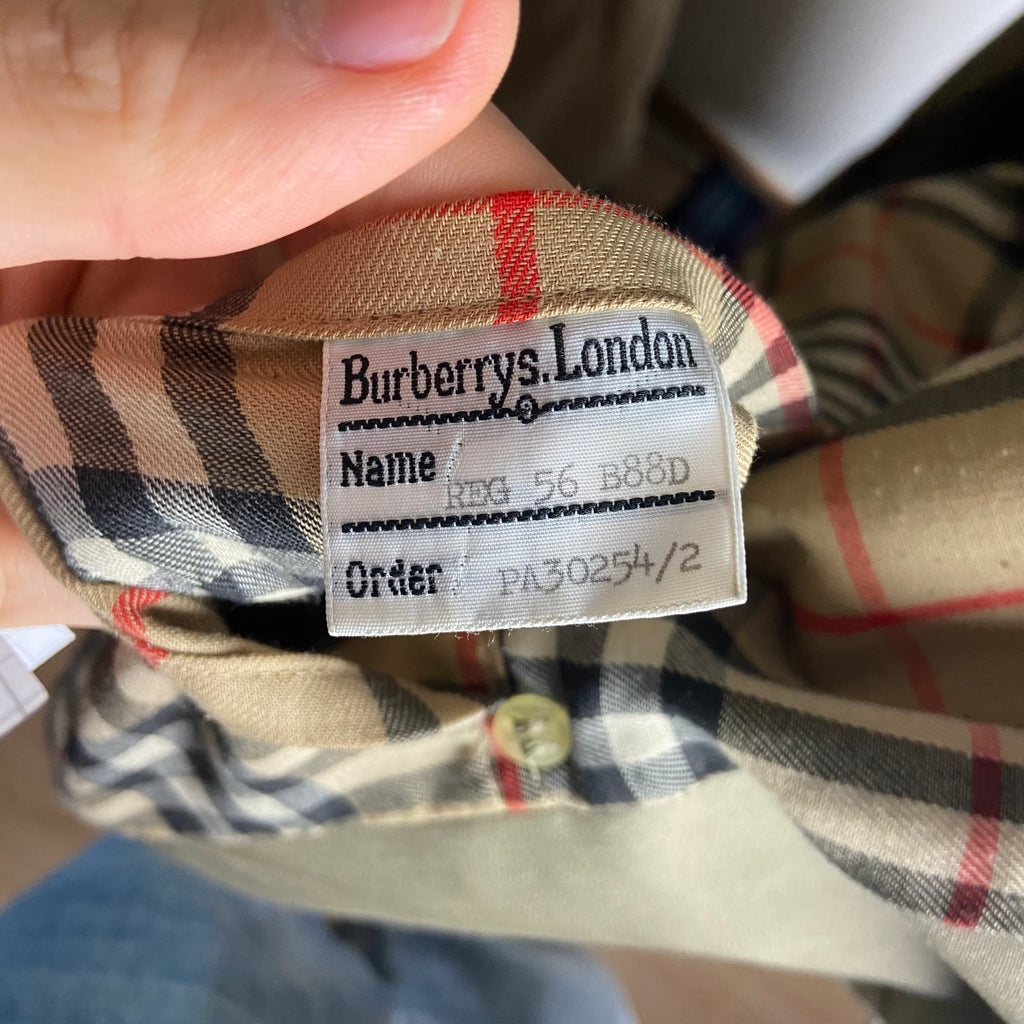 Burberrys. London
Name REG 56 B88D
Order PA30254/2